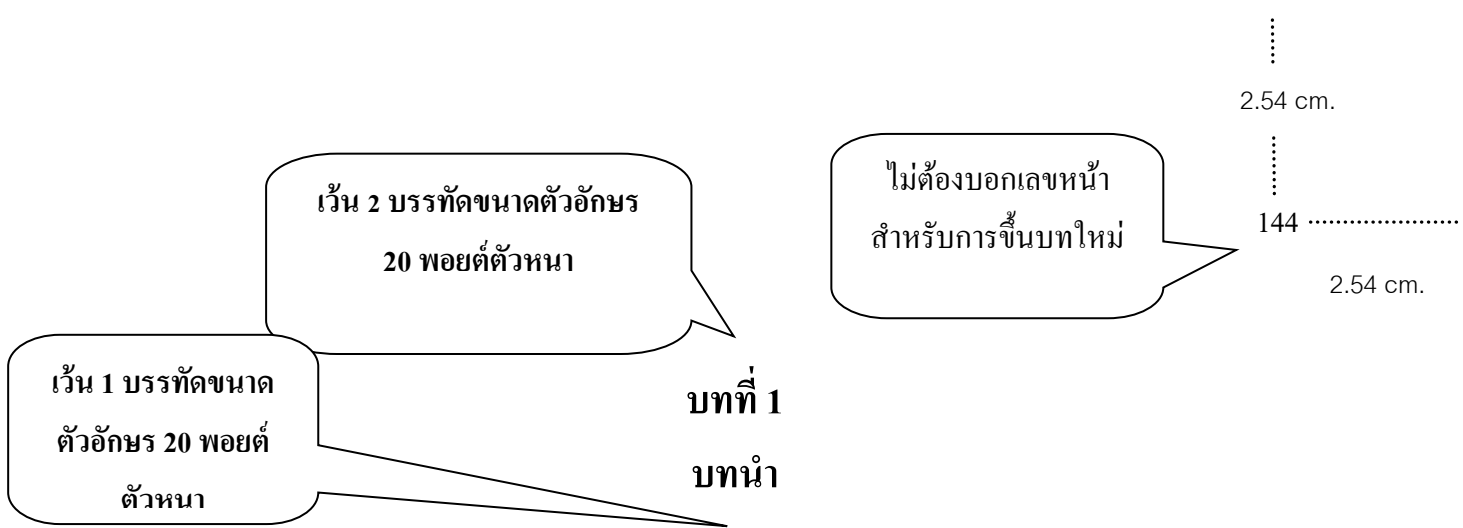 2.54 cm.
ไม่ต้องบอกเลขหน้า
สำหรับการขึ้นบทใหม่
144
2.54 cm.
เว้น 2 บรรทัดขนาดตัวอักษร
20 พอยต์ตัวหนา
เว้น 1 บรรทัดขนาด
ตัวอักษร 20 พอยต์
ตัวหนา
บทที่ 1
บทนำ